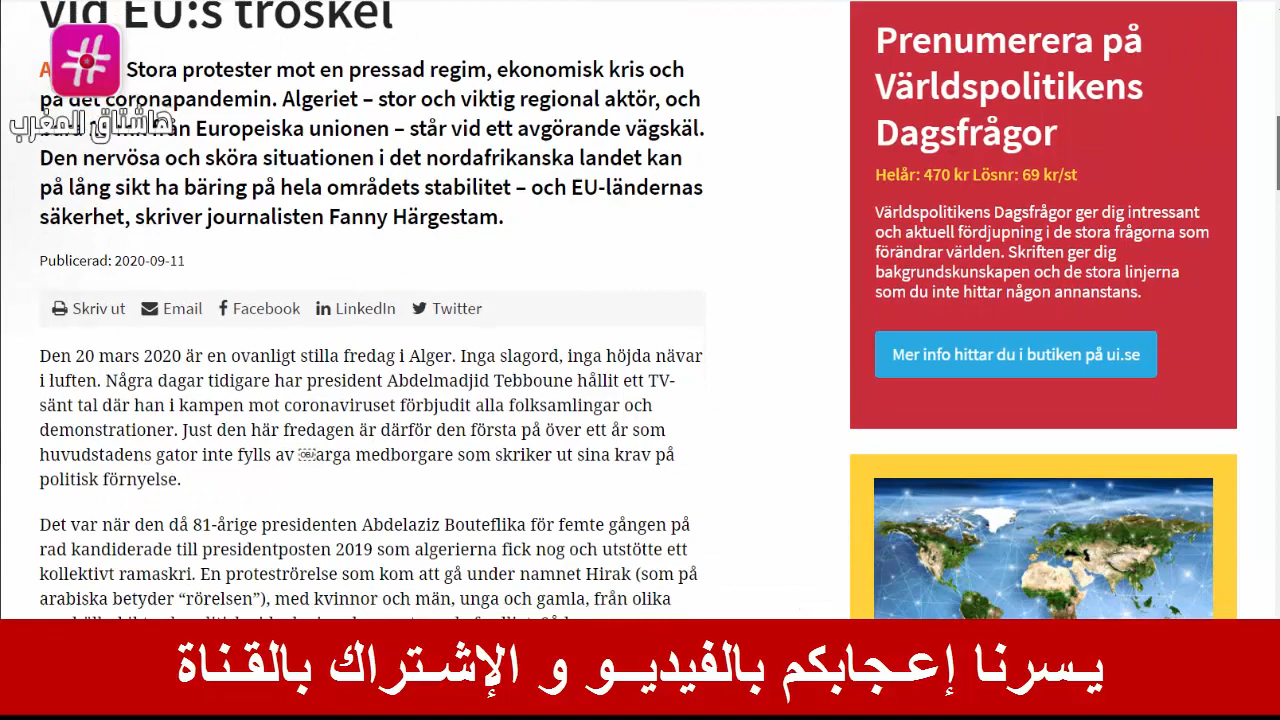 vid EU:s tröskel
Stora protester mot en pressad regim, ekonomisk kris och
på det coronapandemin. Algeriet – stor och viktig regional aktör, och
från Europeiska unionen – står vid ett avgörande vägskäl.
Den nervösa och sköra situationen i det nordafrikanska landet kan
på lång sikt ha bäring på hela områdets stabilitet – och EU-ländernas
säkerhet, skriver journalisten Fanny Härgestam.
هاشتاق المغرب
Publicerad: 2020-09-11
Skriv ut Email Facebook LinkedIn Twitter
Den 20 mars 2020 är en ovanligt stilla fredag i Alger. Inga slagord, inga höjda nävar
i luften. Några dagar tidigare har president Abdelmadjid Tebboune hållit ett TV-
sänt tal där han i kampen mot coronaviruset förbjudit alla folksamlingar och
demonstrationer. Just den här fredagen är därför den första på över ett år som
huvudstadens gator inte fylls av ￼arga medborgare som skriker ut sina krav på
politisk förnyelse.
Det var när den då 81-årige presidenten Abdelaziz Bouteflika för femte gången på
rad kandiderade till presidentposten 2019 som algerierna fick nog och utstötte ett
kollektivt ramaskri. En proteströrelse som kom att gå under namnet Hirak (som på
arabiska betyder “rörelsen”), med kvinnor och män, unga och gamla, från olika
Prenumerera på
Världspolitikens
Dagsfrågor
Helår: 470 kr Lösnr: 69 kr/st
Världspolitikens Dagsfrågor ger dig intressant
och aktuell fördjupning i de stora frågorna som
förändrar världen. Skriften ger dig
bakgrundskunskapen och de stora linjerna
som du inte hittar någon annanstans.
Mer info hittar du i butiken på ui.se
يسرنا إعجابكم بالفيديو و الإشتراك بالقناة